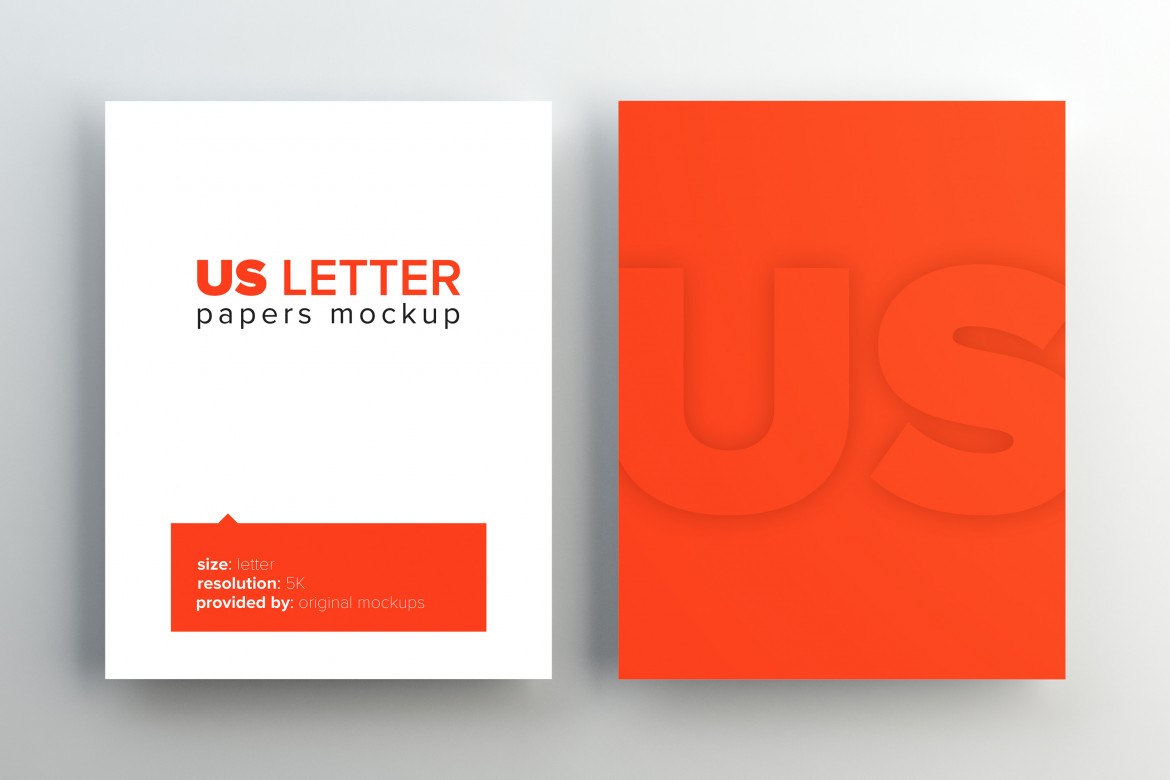 US LETTER
papers mockup
size: letter
resolution: 5K
provided by: original mockups
US